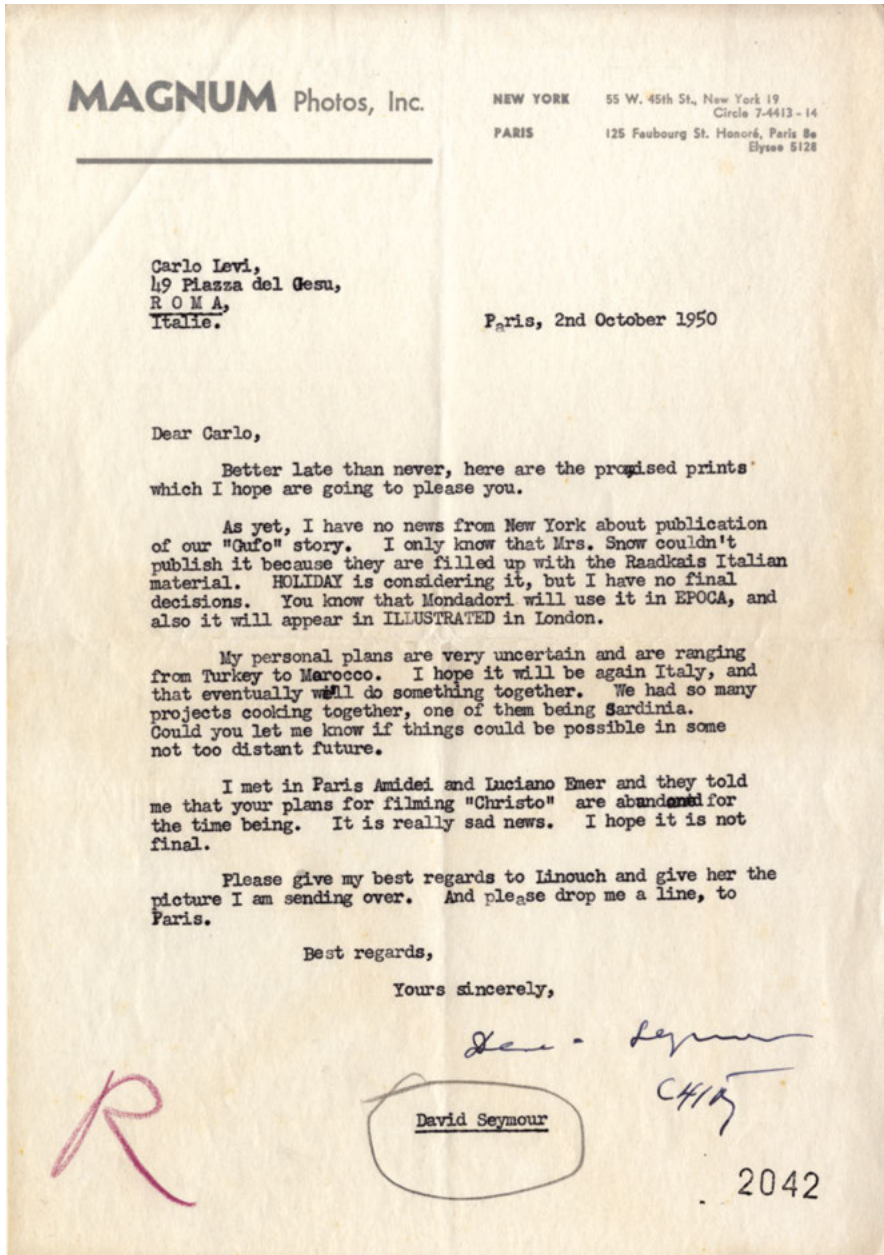 MAGNUM Photos, Inc.
NEW YORK 55 W. 45th St., New York 19
Circle 7-4413 - 14
PARIS 125 Faubourg St. Honoré, Paris 8e
Elysee 5128
Carlo Levi,
49 Piazza del Gesu,
R O M A,
Italie.
Paris, 2nd October 1950
Dear Carlo,
Better late than never, here are the promised prints
which I hope are going to please you.
As yet, I have no news from New York about publication
of our "Gufo" story. I only know that Mrs. Snow couldn't
publish it because they are filled up with the Raadkais Italian
material. HOLIDAY is considering it, but I have no final
decisions. You know that Mondadori will use it in EPOCA, and
also it will appear in ILLUSTRATED in London.
My personal plans are very uncertain and are ranging
from Turkey to Morocco. I hope it will be again Italy, and
that eventually we'll do something together. We had so many
projects cooking together, one of them being Sardinia.
Could you let me know if things could be possible in some
not too distant future.
I met in Paris Amidei and Luciano Emer and they told
me that your plans for filming "Christo" are for
the time being. It is really sad news. I hope it is not
final.
Please give my best regards to Linouch and give her the
picture I am sending over. And please drop me a line, to
Paris.
Best regards,
Yours sincerely,
Seymour
CHIM
David Seymour
R
2042